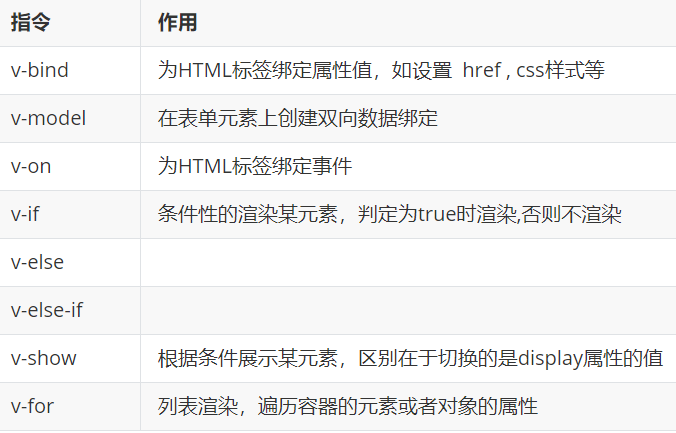 指令 作用
v-bind 为HTML标签绑定属性值，如设置 href , css样式等
v-model 在表单元素上创建双向数据绑定
v-on 为HTML标签绑定事件
v-if 条件性的渲染某元素，判定为true时渲染,否则不渲染
v-else
v-else-if
v-show 根据条件展示某元素，区别在于切换的是display属性的值
v-for 列表渲染，遍历容器的元素或者对象的属性